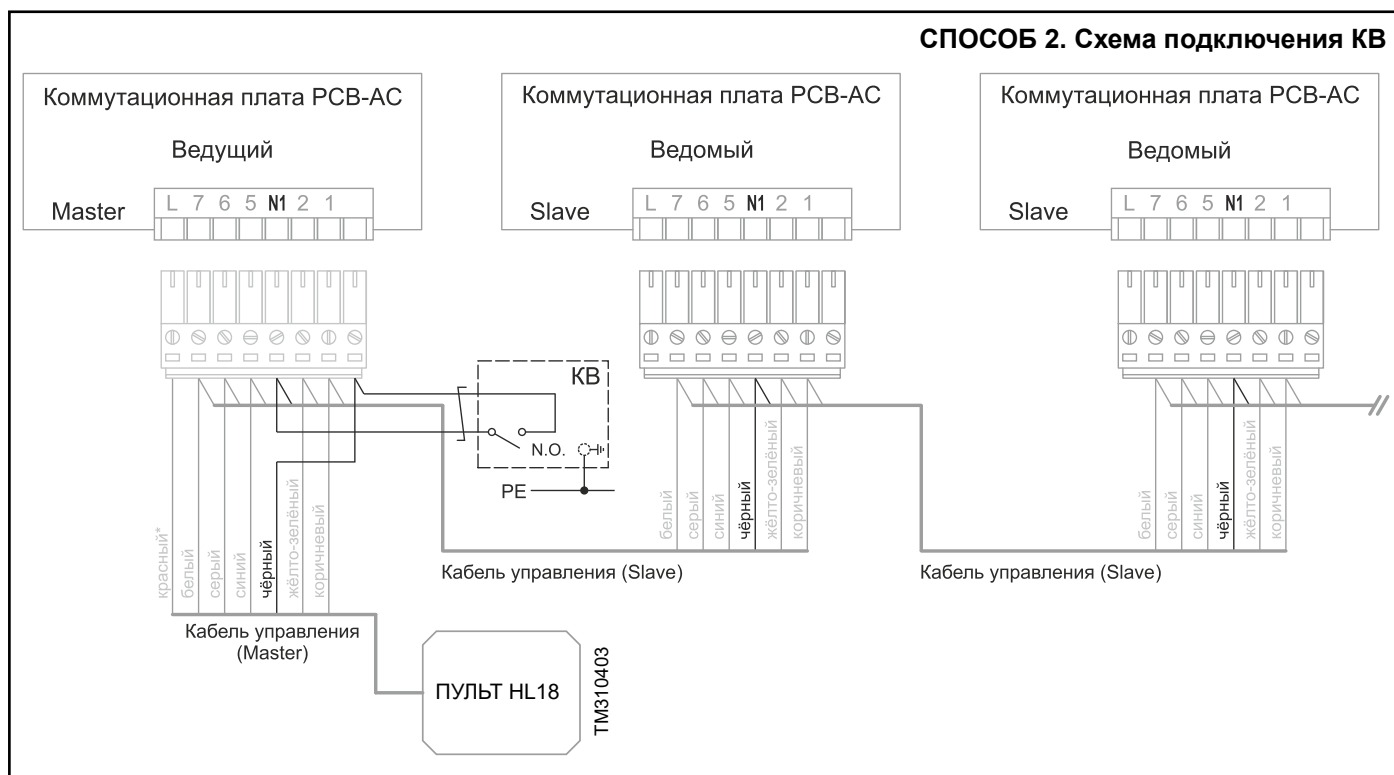 СПОСОБ 2. Схема подключения КВ
Коммутационная плата PCB-AC
Ведущий
Master
L 7 6 5 N1 2 1
Коммутационная плата PCB-AC
Ведомый
Slave
L 7 6 5 N1 2 1
Коммутационная плата PCB-AC
Ведомый
Slave
L 7 6 5 N1 2 1
КВ
N.O.
PE
красный*
белый
серый
синий
чёрный
жёлто-зелёный
коричневый
белый
серый
синий
чёрный
жёлто-зелёный
коричневый
белый
серый
синий
чёрный
жёлто-зелёный
коричневый
Кабель управления (Slave)
Кабель управления (Slave)
Кабель управления
(Master)
ПУЛЬТ HL18
TM310403